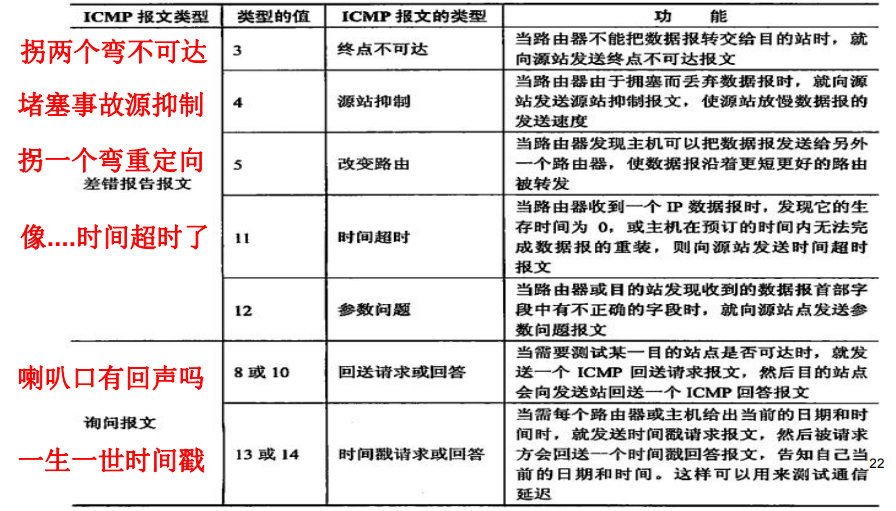 ICMP 报文类型 类型的值 ICMP 报文的类型 功 能
拐两个弯不可达 3 终点不可达 当路由器不能把数据报转交给目的站时，就
向源站发送终点不可达报文
堵塞事故源抑制 4 源站抑制 当路由器由于拥塞而丢弃数据报时，就向源
站发送源站抑制报文，使源站放慢数据报的
发送速度
拐一个弯重定向 5 改变路由 当路由器发现主机可以把数据报发送给另外
一个路由器，使数据报沿着更短更好的路由
被转发
差错报告报文
像....时间超时了 11 时间超时 当路由器收到一个 IP 数据报时，发现它的生
存时间为 0，或主机在预订的时间内无法完
成数据报的重装，则向源站发送时间超时
报文
12 参数问题 当路由器或目的站发现收到的数据报首部字
段中有不正确的字段时，就向源站点发送参
数问题报文
喇叭口有回声吗 8 或 10 回送请求或回答 当需要测试某一目的站点是否可达时，就发
送一个 ICMP 回送请求报文，然后目的站点
会向发送站回送一个 ICMP 回答报文
询问报文
一生一世时间戳 13 或 14 时间戳请求或回答 当需每个路由器或主机给出当前的日期和时
间时，就发送时间戳请求报文，然后被请求
方会回送一个时间戳回答报文，告知自己当
前的日期和时间。这样可以用来测试通信
延迟
22